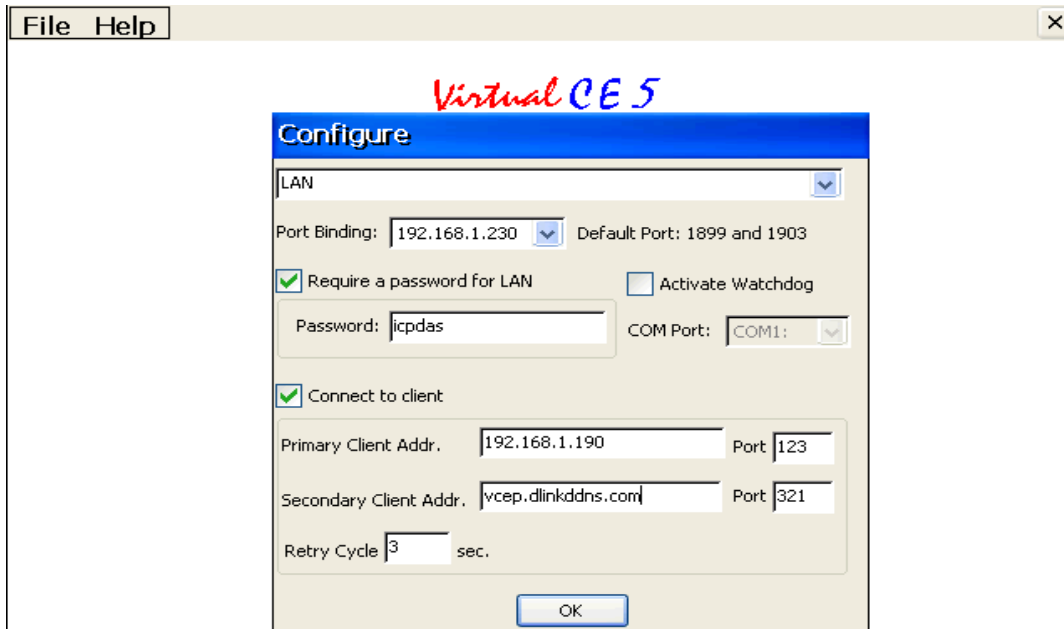 File Help
Virtual CE 5
Configure
LAN
Port Binding: 192.168.1.230 Default Port: 1899 and 1903
Require a password for LAN Activate Watchdog
Password: icpdas COM Port: COM1:
Connect to client
Primary Client Addr. 192.168.1.190 Port 123
Secondary Client Addr. vcep.dlinkddns.com Port 321
Retry Cycle 3 sec.
OK